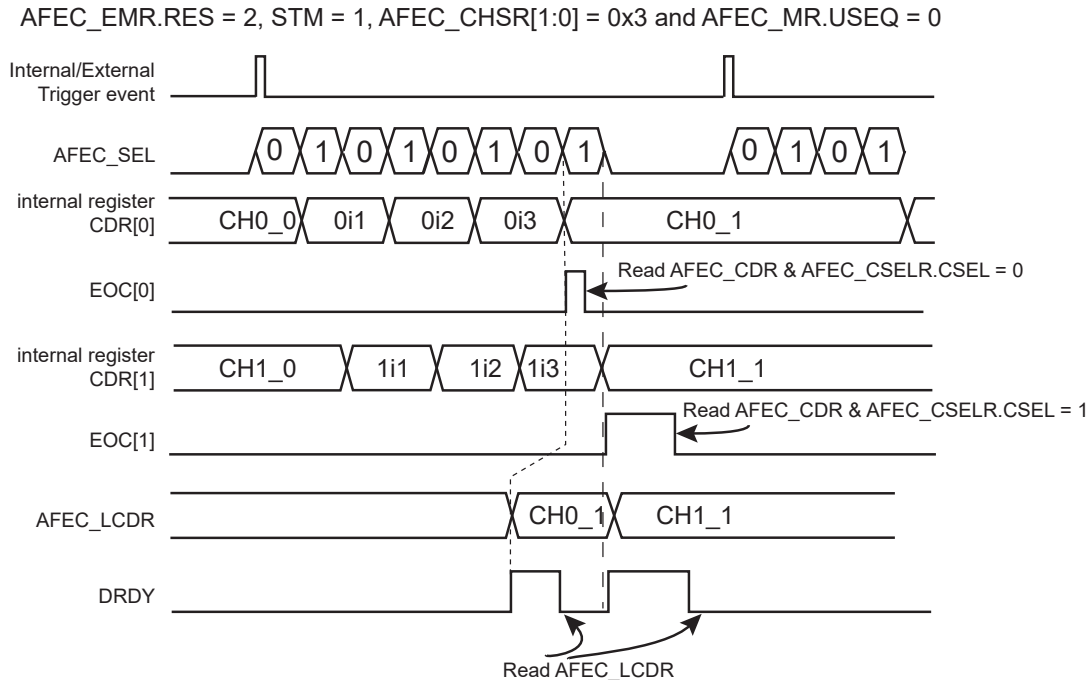 AFEC_EMR.RES = 2, STM = 1, AFEC_CHSR[1:0] = 0x3 and AFEC_MR.USEQ = 0
Internal/External
Trigger event
AFEC_SEL
0 1 0 1 0 1 0 1 0 1 0 1
internal register
CDR[0]
CH0_0 0i1 0i2 0i3 CH0_1
Read AFEC_CDR & AFEC_CSELR.CSEL = 0
EOC[0]
internal register
CDR[1]
CH1_0 1i1 1i2 1i3 CH1_1
Read AFEC_CDR & AFEC_CSELR.CSEL = 1
EOC[1]
AFEC_LCDR
CH0_1 CH1_1
DRDY
Read AFEC_LCDR